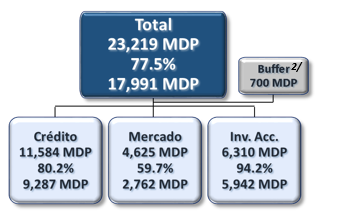 Total
23,219 MDP
77.5%
17,991 MDP
Buffer 2/
700 MDP
Crédito
11,584 MDP
80.2%
9,287 MDP
Mercado
4,625 MDP
59.7%
2,762 MDP
Inv. Acc.
6,310 MDP
94.2%
5,942 MDP